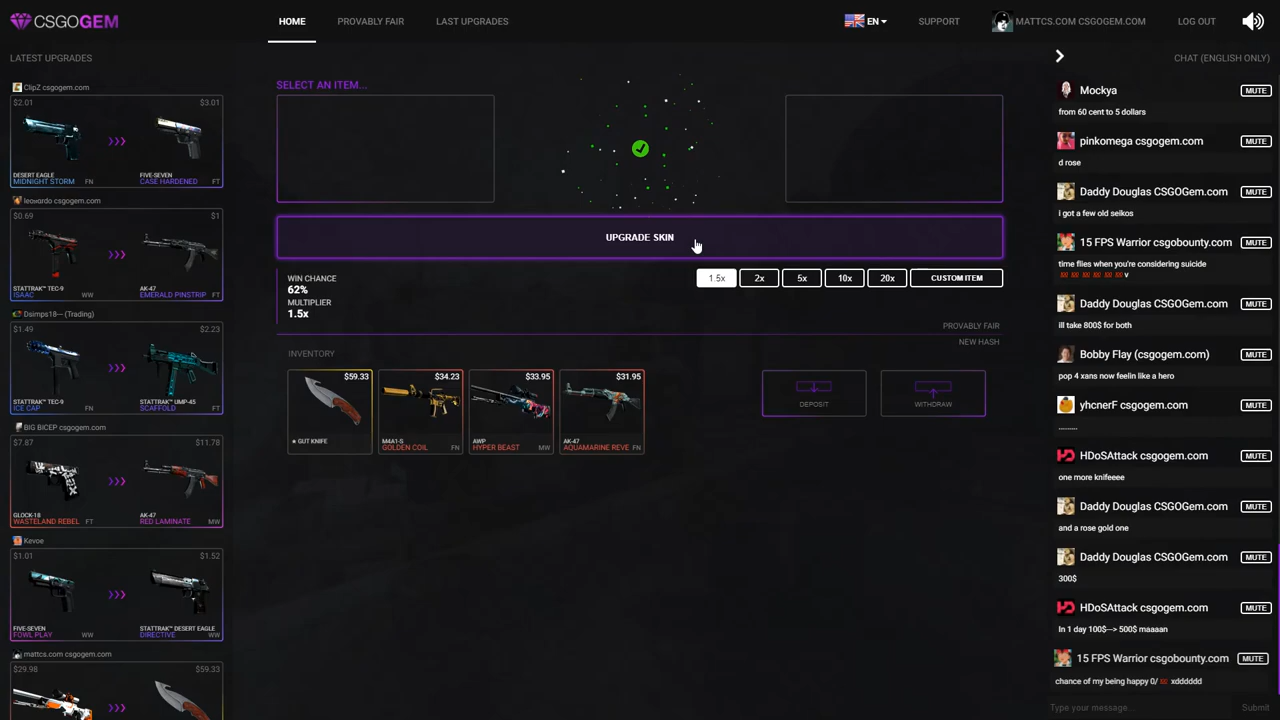 CSGOGEM
HOME
PROVABLY FAIR
LAST UPGRADES
EN
SUPPORT
MATTCS.COM CSGOGEM.COM
LOG OUT
LATEST UPGRADES
ClipZ csgogem.com
$2.01
$3.01
DESERT EAGLE
MIDNIGHT STORM
FN
FIVE-SEVEN
CASE HARDENED
FT
leонardo csgogem.com
$0.69
$1
STATTRAK™ TEC-9
ISAAC
WW
AK-47
EMERALD PINSTRIP
FT
Dsimps18--- (Trading)
$1.49
$2.23
STATTRAK™ TEC-9
ICE CAP
FN
STATTRAK™ UMP-45
SCAFFOLD
FT
BIG BICEP csgogem.com
$7.87
$11.78
GLOCK-18
WASTELAND REBEL
FT
AK-47
RED LAMINATE
MW
Kevoe
$1.01
$1.52
FIVE-SEVEN
FOWL PLAY
WW
STATTRAK™ DESERT EAGLE
DIRECTIVE
WW
mattcs.com csgogem.com
$29.98
$59.33
SELECT AN ITEM...
UPGRADE SKIN
WIN CHANCE
62%
MULTIPLIER
1.5x
1.5x
2x
5x
10x
20x
CUSTOM ITEM
PROVABLY FAIR
NEW HASH
INVENTORY
$59.33
★ GUT KNIFE
$34.23
M4A1-S
GOLDEN COIL
FN
$33.95
AWP
HYPER BEAST
MW
$31.95
AK-47
AQUAMARINE REVE
FN
DEPOSIT
WITHDRAW
CHAT (ENGLISH ONLY)
Mockya
MUTE
from 60 cent to 5 dollars
pinkomega csgogem.com
MUTE
d rose
Daddy Douglas CSGOGem.com
MUTE
i got a few old seikos
15 FPS Warrior csgobounty.com
MUTE
time flies when you're considering suicide
v
Daddy Douglas CSGOGem.com
MUTE
ill take 800$ for both
Bobby Flay (csgogem.com)
MUTE
pop 4 xans now feelin like a hero
yhcnerF csgogem.com
MUTE
.........
HDoSAttack csgogem.com
MUTE
one more knifeeee
Daddy Douglas CSGOGem.com
MUTE
and a rose gold one
Daddy Douglas CSGOGem.com
MUTE
300$
HDoSAttack csgogem.com
MUTE
In 1 day 100$---> 500$ maaaan
15 FPS Warrior csgobounty.com
MUTE
chance of my being happy 0/ xdddddd
Type your message...
Submit